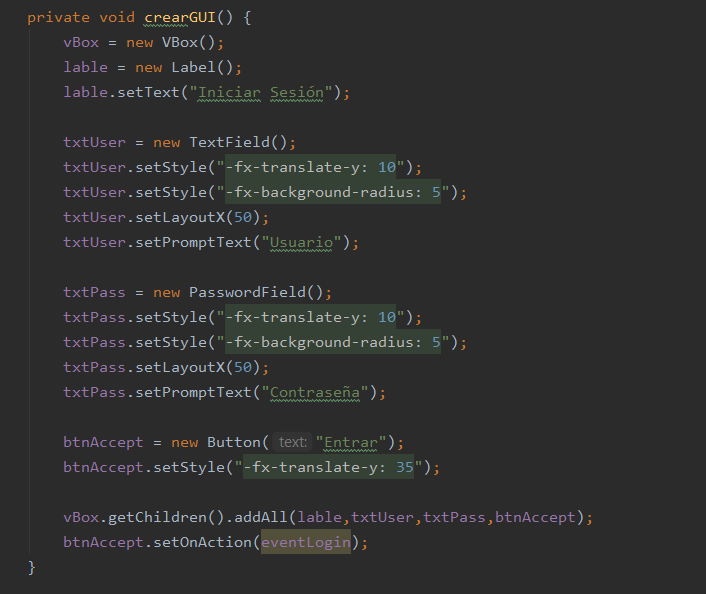 private void crearGUI() {
vBox = new VBox();
lable = new Label();
lable.setText("Iniciar Sesión");
txtUser = new TextField();
txtUser.setStyle("-fx-translate-y: 10");
txtUser.setStyle("-fx-background-radius: 5");
txtUser.setLayoutX(50);
txtUser.setPromptText("Usuario");
txtPass = new PasswordField();
txtPass.setStyle("-fx-translate-y: 10");
txtPass.setStyle("-fx-background-radius: 5");
txtPass.setLayoutX(50);
txtPass.setPromptText("Contraseña");
btnAccept = new Button( text: "Entrar");
btnAccept.setStyle("-fx-translate-y: 35");
vBox.getChildren().addAll(lable,txtUser,txtPass,btnAccept);
btnAccept.setOnAction(eventLogin);
}